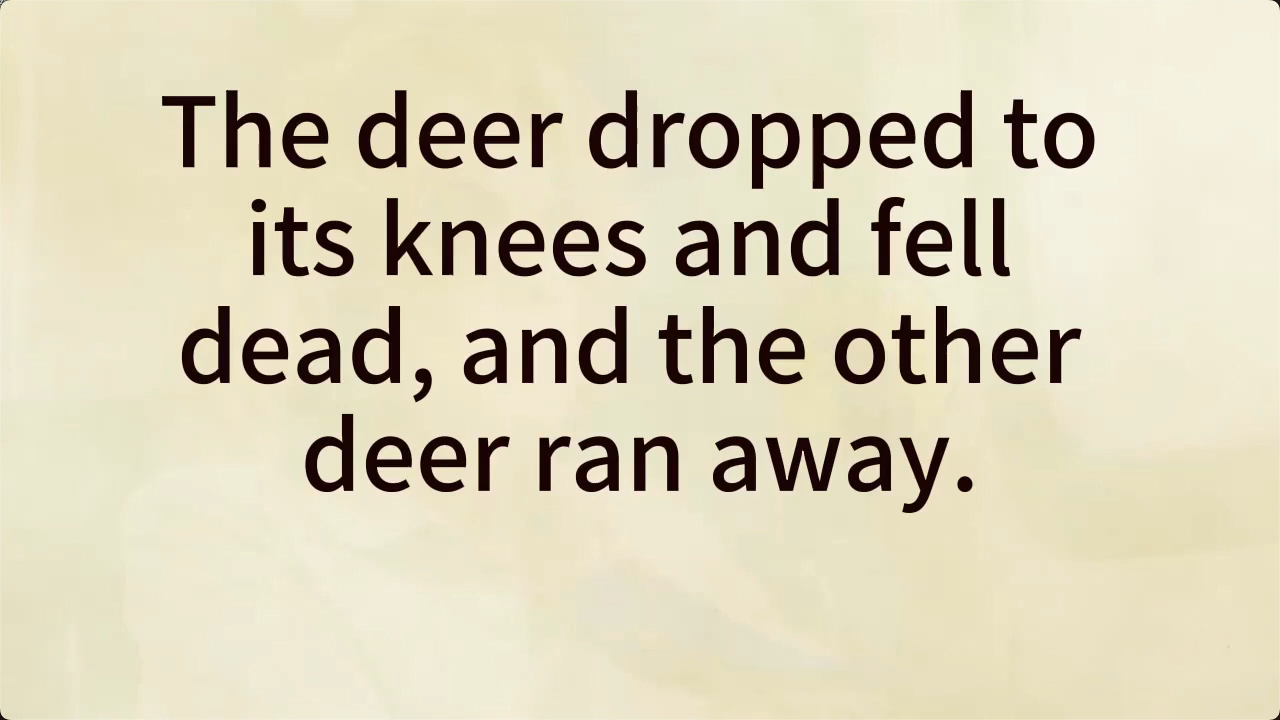 The deer dropped to
its knees and fell
dead, and the other
deer ran away.